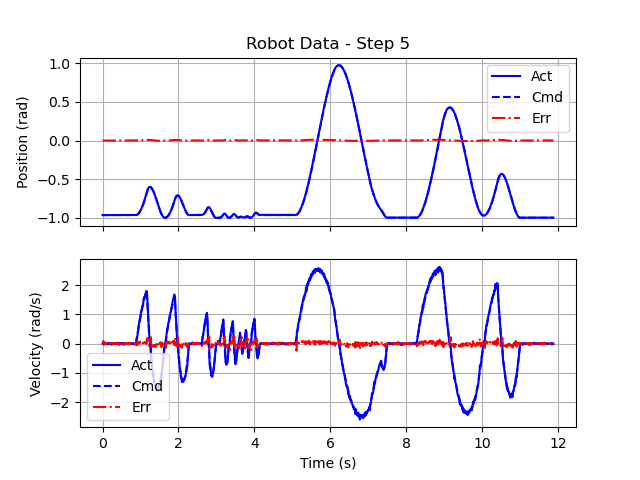 Robot Data - Step 5
Position (rad)
1.0
0.5
0.0
−0.5
−1.0
Act
Cmd
Err
Velocity (rad/s)
2
1
0
−1
−2
Act
Cmd
Err
0 2 4 6 8 10 12
Time (s)